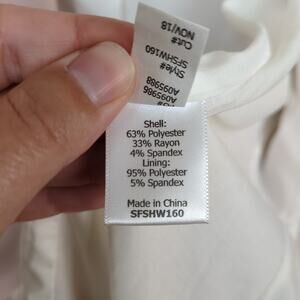 Cut#
NOV/18
SFSHW160
Style#
A095988
A095986
Shell:
63% Polyester
33% Rayon
4% Spandex
Lining:
95% Polyester
5% Spandex
Made in China
SFSHW160